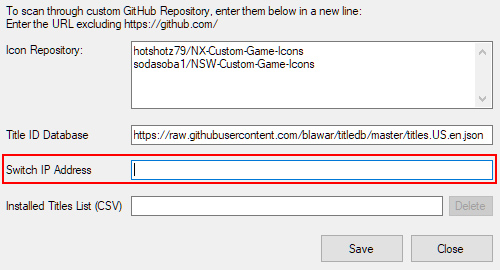 To scan through custom GitHub Repository, enter them below in a new line:
Enter the URL excluding https://github.com/
Icon Repository:
hotshotz79/NX-Custom-Game-Icons
sodasoba1/NSW-Custom-Game-Icons
Title ID Database
https://raw.githubusercontent.com/blawar/titledb/master/titles.US.en.json
Switch IP Address
Installed Titles List (CSV)
Delete
Save
Close